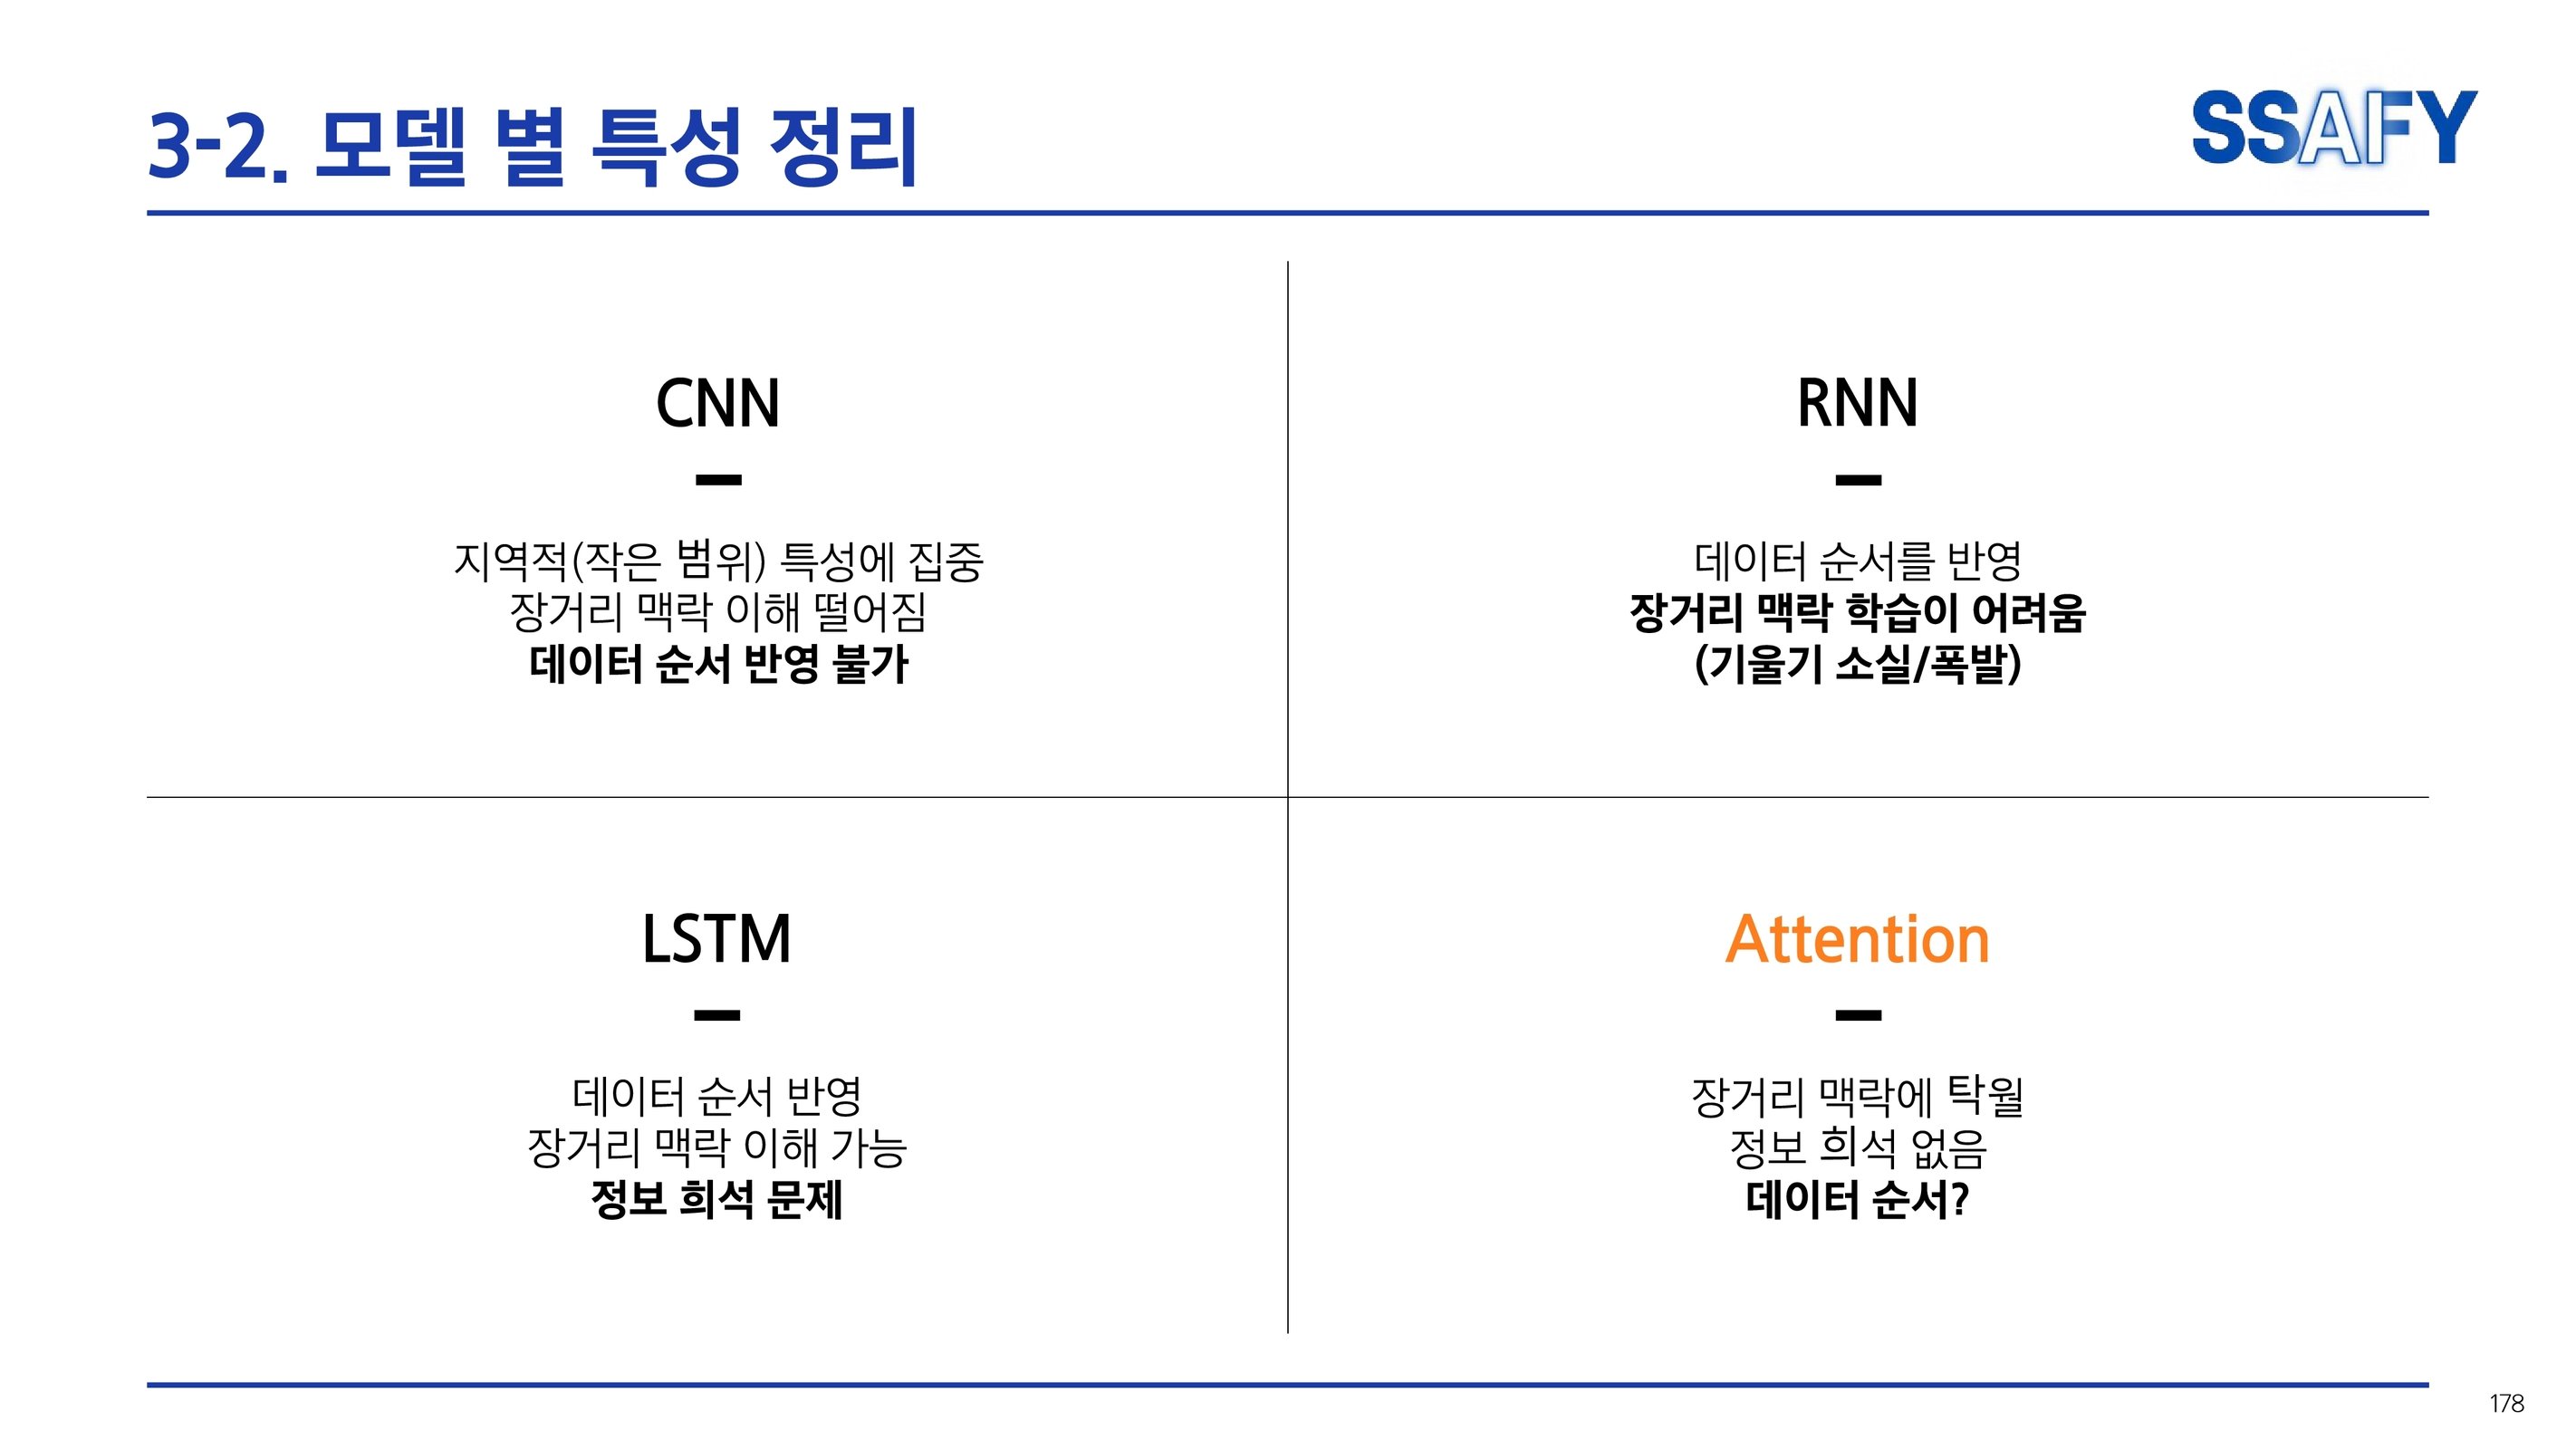 3-2. 모델 별 특성 정리
SSAFY
CNN
지역적(작은 범위) 특성에 집중
장거리 맥락 이해 떨어짐
데이터 순서 반영 불가
RNN
데이터 순서를 반영
장거리 맥락 학습이 어려움
(기울기 소실/폭발)
LSTM
데이터 순서 반영
장거리 맥락 이해 가능
정보 희석 문제
Attention
장거리 맥락에 탁월
정보 희석 없음
데이터 순서?
178